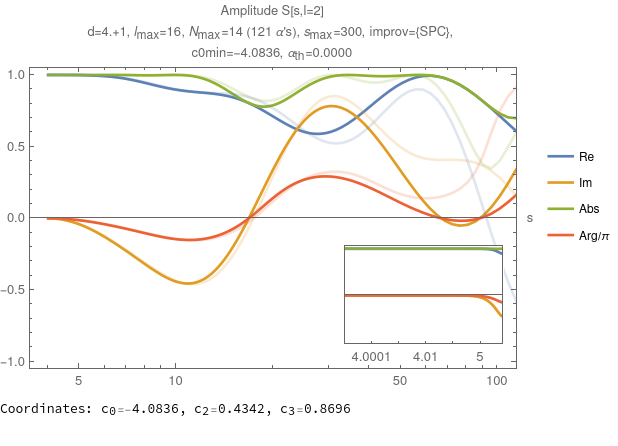 Amplitude S[s,l=2]
d=4.+1, lmax=16, Nmax=14 (121 α's), smax=300, improv={SPC},
c0min=−4.0836, αth=0.0000
1.0
0.5
0.0
−0.5
−1.0
5
10
50
100
s
4.0001
4.01
5
Re
Im
Abs
Arg/π
Coordinates: c0=-4.0836, c2=0.4342, c3=0.8696